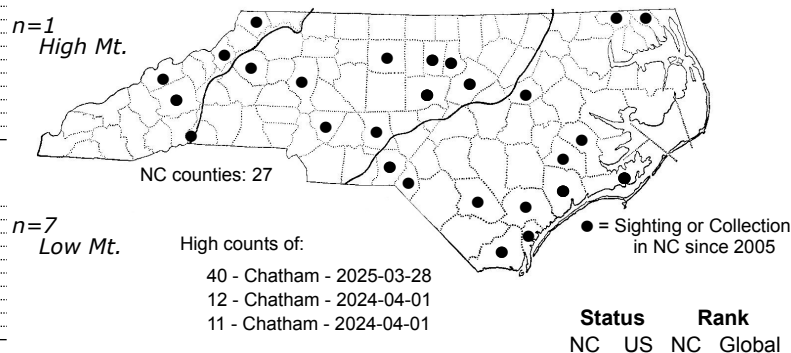 n=1
High Mt.
NC counties: 27
n=7
Low Mt.
High counts of:
40 - Chatham - 2025-03-28
12 - Chatham - 2024-04-01
11 - Chatham - 2024-04-01
● = Sighting or Collection
in NC since 2005
Status Rank
NC US NC Global